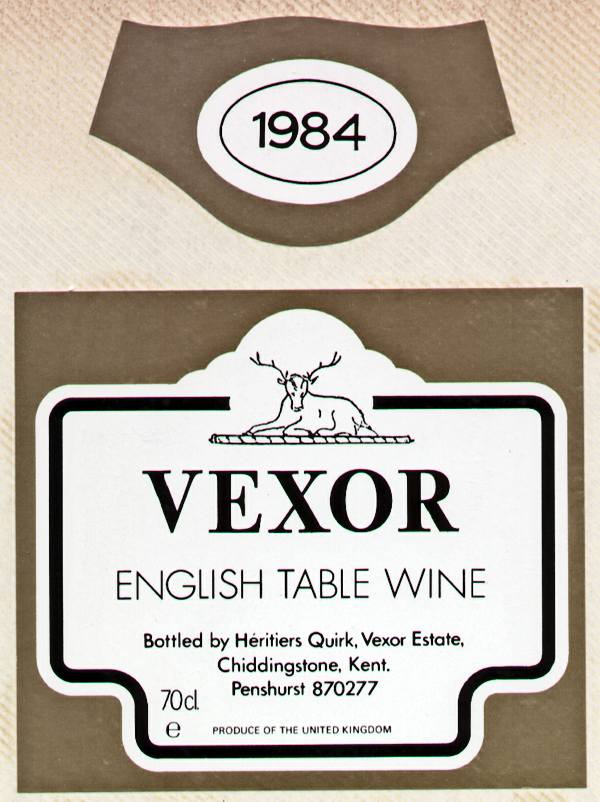 1984
VEXOR
ENGLISH TABLE WINE
Bottled by Héritiers Quirk, Vexor Estate,
Chiddingstone, Kent.
Penshurst 870277
70cl
e
PRODUCE OF THE UNITED KINGDOM